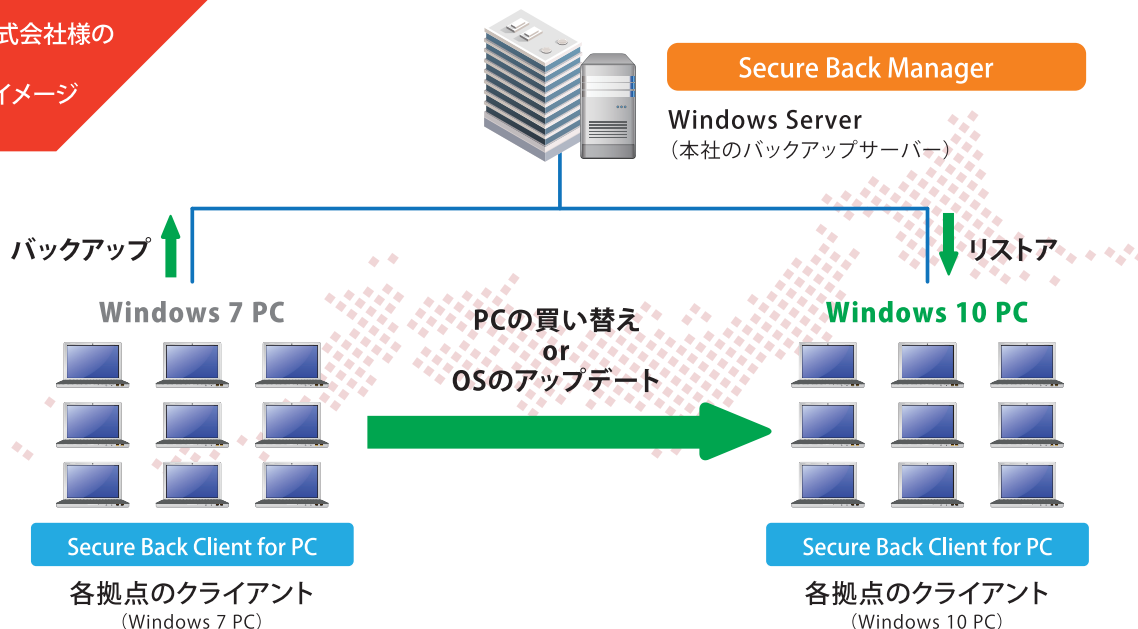 式会社様の
イメージ
Secure Back Manager
Windows Server
（本社のバックアップサーバー）
バックアップ
リストア
Windows 7 PC
PCの買い替え
or
OSのアップデート
Windows 10 PC
Secure Back Client for PC
各拠点のクライアント
（Windows 7 PC）
Secure Back Client for PC
各拠点のクライアント
（Windows 10 PC）